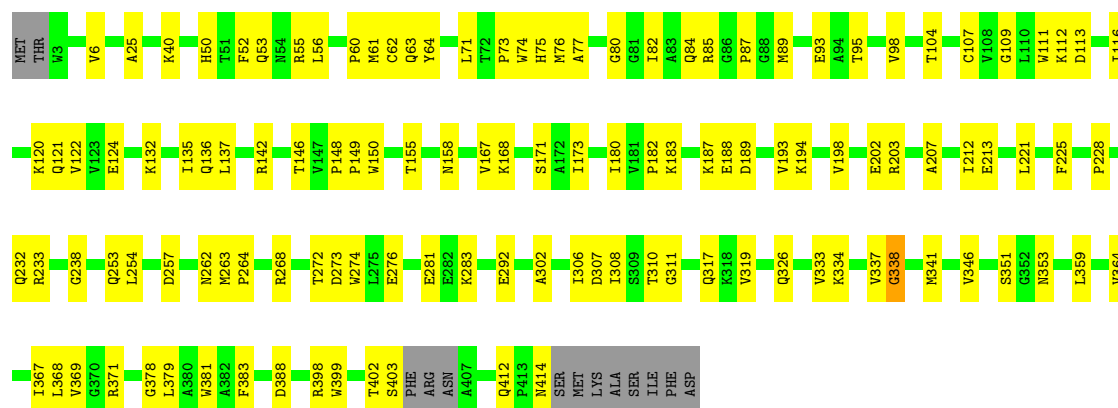 MET THR W3 V6 A25 K40 H50 T51 F52 Q53 N54 R55 L56 P60 M61 C62 Q63 Y64 L71 T72 P73 W74 H75 M76 A77 G80 G81 I82 A83 Q84 R85 G86 P87 G88 M89 E93 A94 T95 V98 T104 C107 V108 G109 L110 W111 K112 D113
K120 Q121 V122 V123 E124 K132 I135 Q136 L137 R142 T146 V147 P148 P149 W150 T155 N158 V167 K168 S171 A172 I173 I180 V181 P182 K183 K187 E188 D189 V193 K194 V198 E202 R203 A207 I212 E213 L221 F225 P228
Q232 R233 G238 Q253 L254 D257 N262 M263 P264 R268 T272 D273 W274 L275 E276 E281 E282 K283 E292 A302 I306 D307 I308 S309 T310 G311 Q317 K318 V319 Q326 V333 K334 V337 G338 M341 V346 S351 G352 N353 L359
I367 L368 V369 G370 R371 G378 L379 A380 W381 A382 F383 D388 R398 W399 T402 S403 PHE ARG ASN A407 Q412 P413 N414 SER MET LYS ALA SER ILE PHE ASP